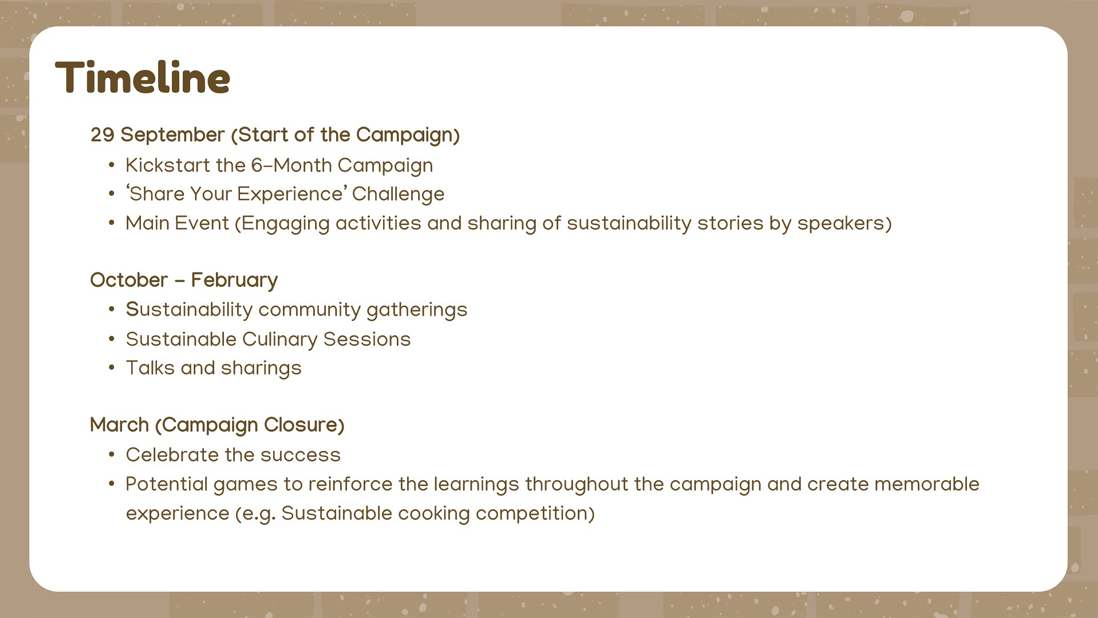 Timeline
29 September (Start of the Campaign)
• Kickstart the 6-Month Campaign
• ‘Share Your Experience’ Challenge
• Main Event (Engaging activities and sharing of sustainability stories by speakers)
October – February
• Sustainability community gatherings
• Sustainable Culinary Sessions
• Talks and sharings
March (Campaign Closure)
• Celebrate the success
• Potential games to reinforce the learnings throughout the campaign and create memorable
experience (e.g. Sustainable cooking competition)